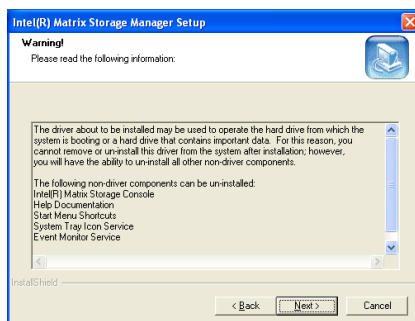 Intel(R) Matrix Storage Manager Setup
Warning!
Please read the following information:
The driver about to be installed may be used to operate the hard drive from which the
system is booting or a hard drive that contains important data. For this reason, you
cannot remove or un-install this driver from the system after installation; however,
you will have the ability to un-install all other non-driver components.
The following non-driver components can be un-installed:
Intel(R) Matrix Storage Console
Help Documentation
Start Menu Shortcuts
System Tray Icon Service
Event Monitor Service
InstallShield
< Back
Next >
Cancel